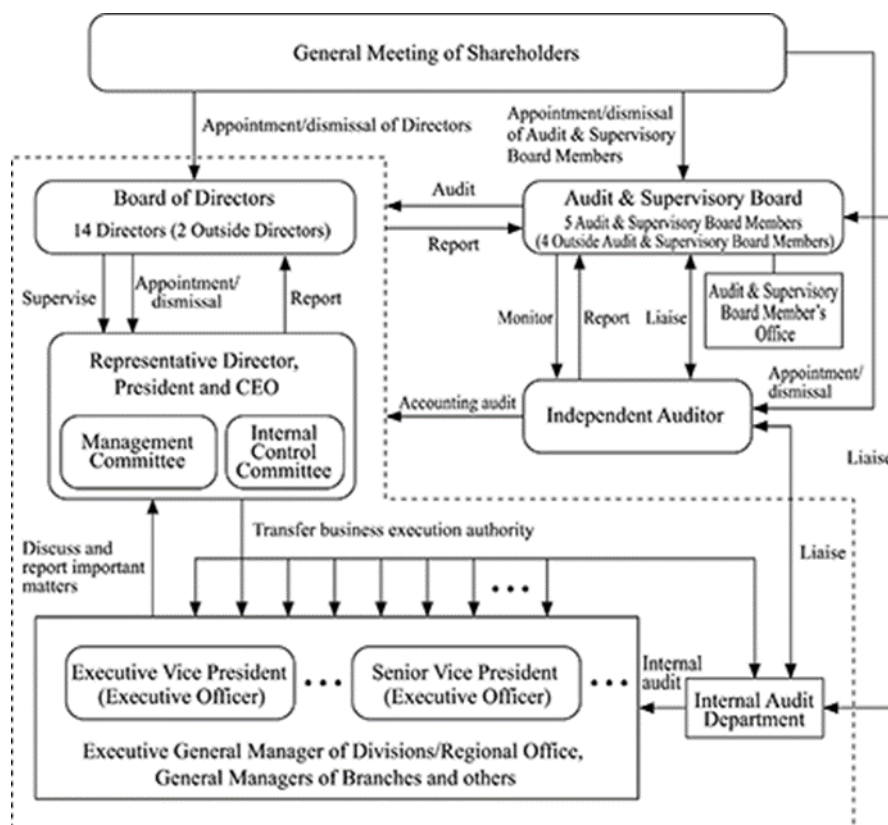 General Meeting of Shareholders
Appointment/dismissal of Directors
Appointment/dismissal
of Audit & Supervisory
Board Members
Board of Directors
14 Directors (2 Outside Directors)
Audit
Report
Audit & Supervisory Board
5 Audit & Supervisory Board Members
(4 Outside Audit & Supervisory Board Members)
Supervise
Appointment/
dismissal
Report
Monitor
Report
Liaise
Audit & Supervisory
Board Member's
Office
Representative Director,
President and CEO
Management
Committee
Internal
Control
Committee
Accounting audit
Independent Auditor
Appointment/
dismissal
Liaise
Discuss and
report important
matters
Transfer business execution authority
Liaise
...
Executive Vice President
(Executive Officer)
...
Senior Vice President
(Executive Officer)
...
Internal
audit
Internal Audit
Department
Executive General Manager of Divisions/Regional Office,
General Managers of Branches and others